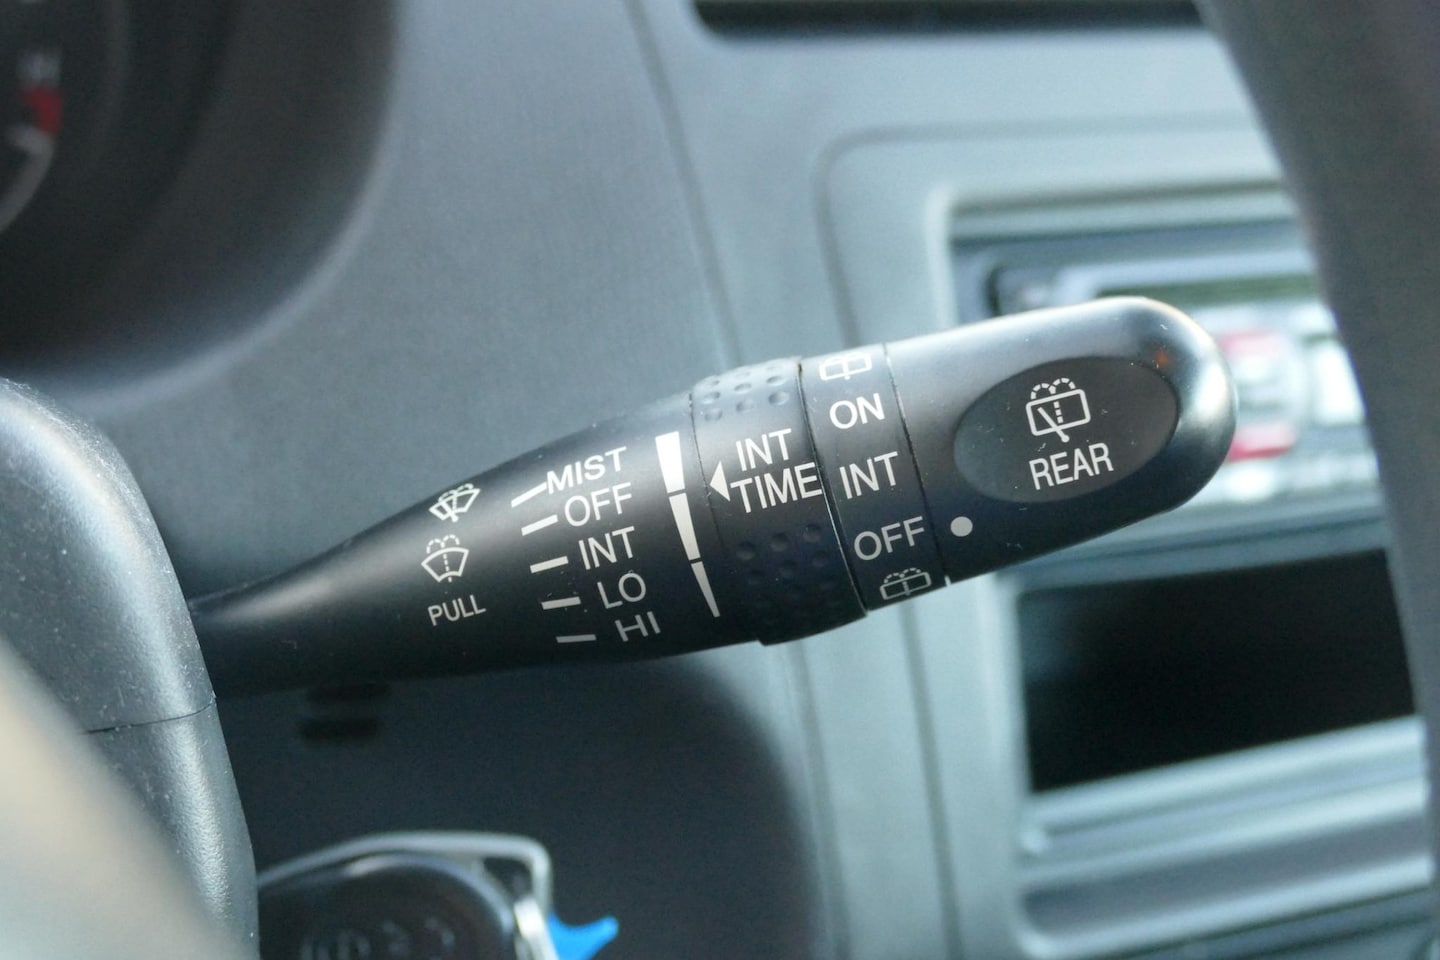 MIST
OFF
INT
LO
HI
PULL
INT
TIME
ON
INT
OFF
REAR